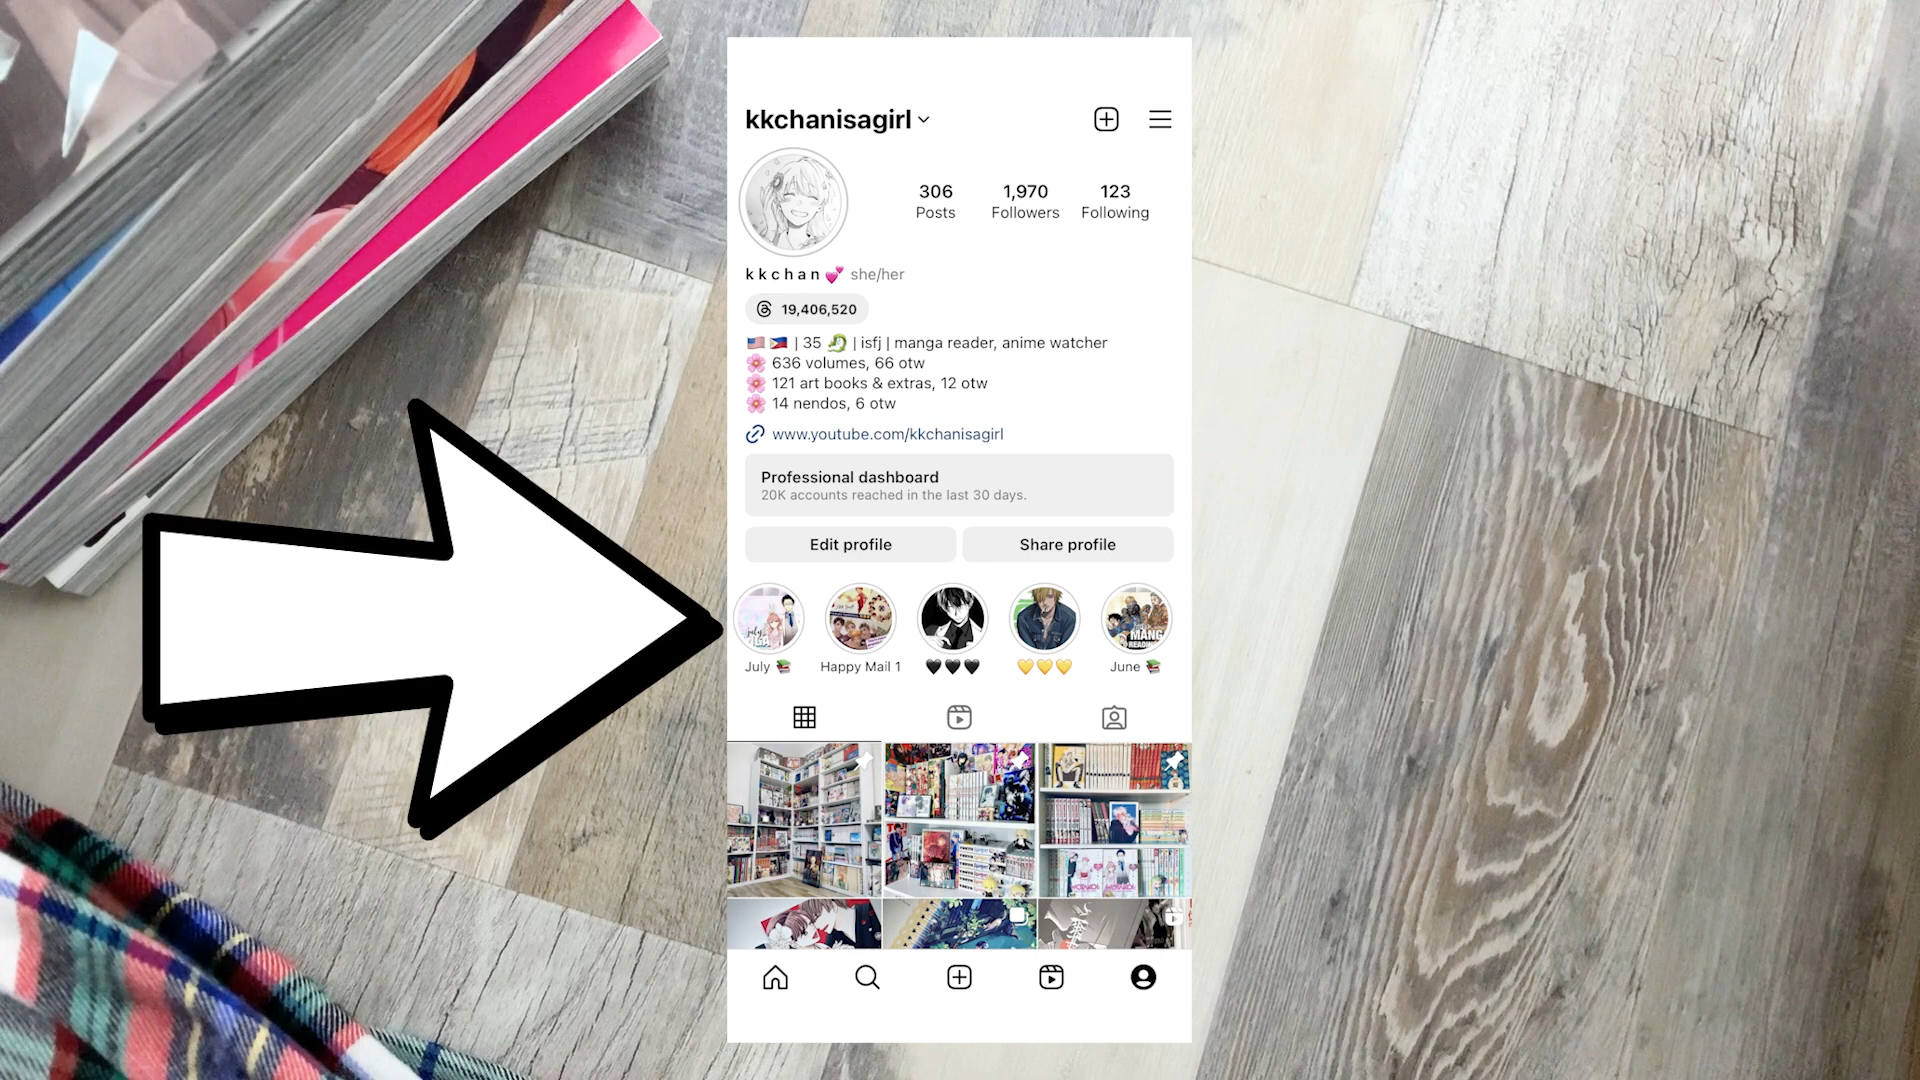 kkchanisagirl
306 1,970 123
Posts Followers Following
k k c h a n 💕 she/her
19,406,520
🇺🇸 🇵🇭 | 35 🐉 | isfj | manga reader, anime watcher
🌸 636 volumes, 66 otw
🌸 121 art books & extras, 12 otw
🌸 14 nendos, 6 otw
www.youtube.com/kkchanisagirl
Professional dashboard
20K accounts reached in the last 30 days.
Edit profile Share profile
July 📚 Happy Mail 1 🖤🖤🖤 💛💛💛 June 📚